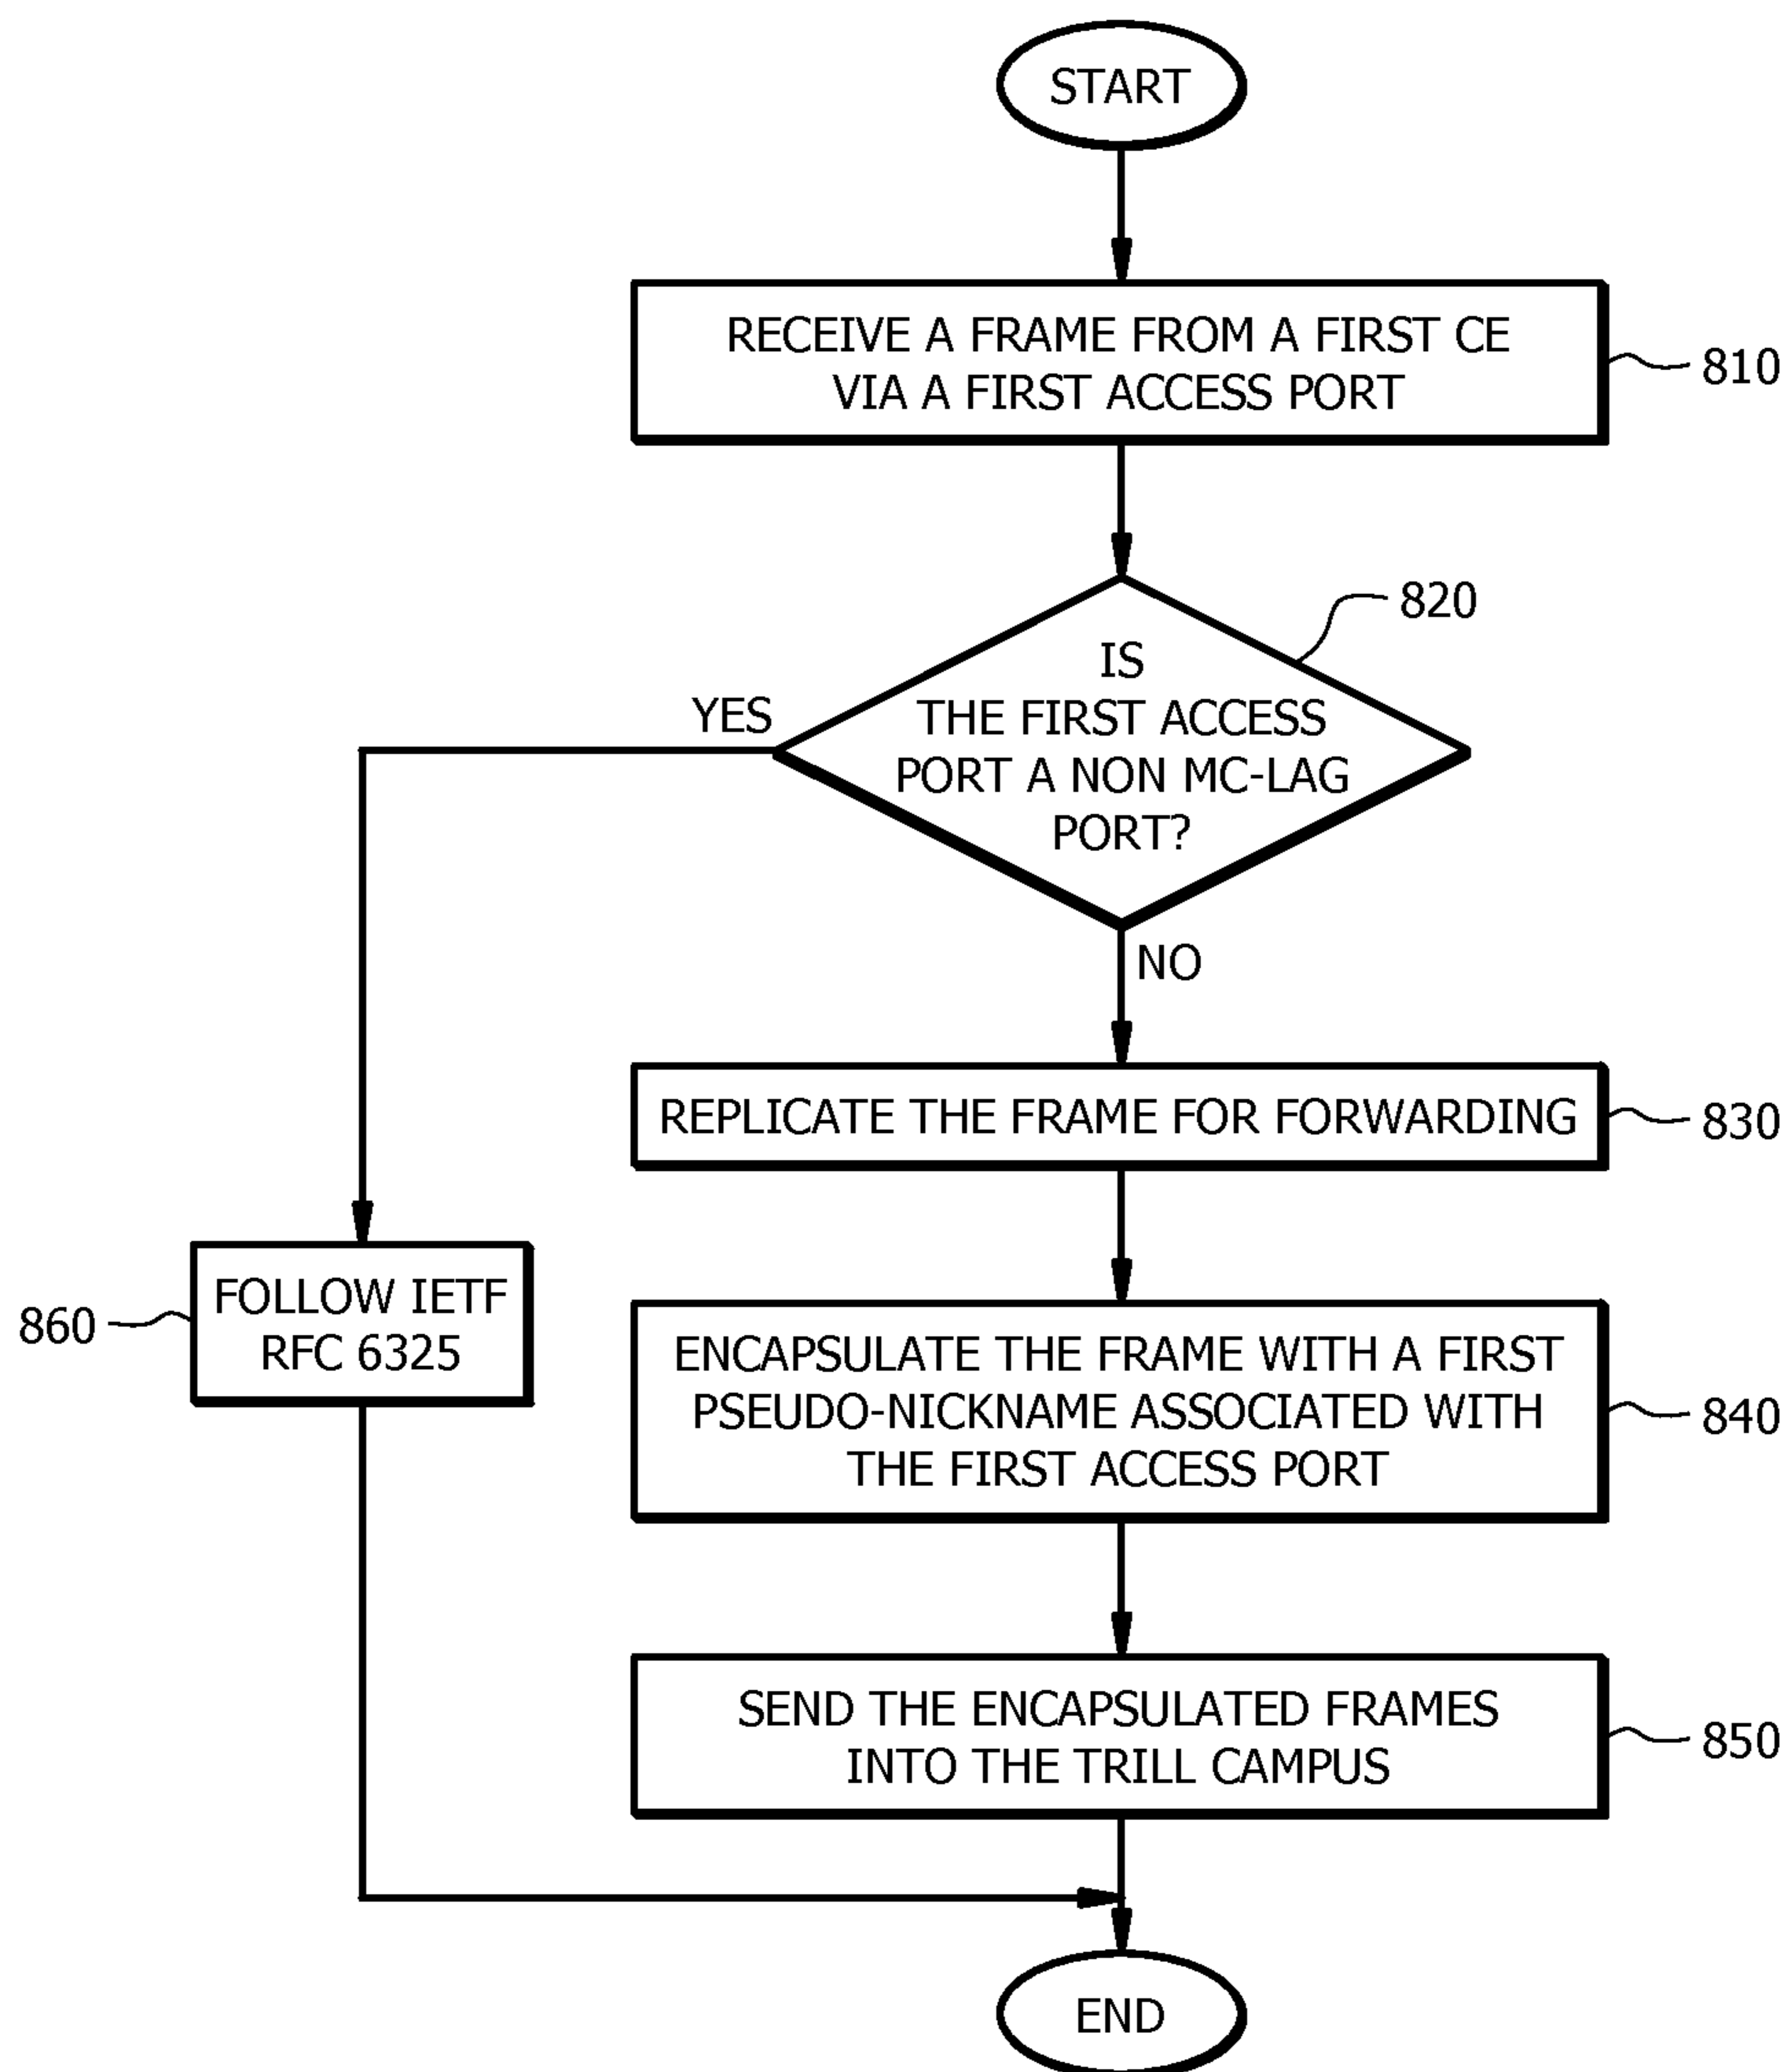 START
RECEIVE A FRAME FROM A FIRST CE
VIA A FIRST ACCESS PORT
810
820
IS
THE FIRST ACCESS
PORT A NON MC-LAG
PORT?
YES
NO
REPLICATE THE FRAME FOR FORWARDING
830
FOLLOW IETF
RFC 6325
860
ENCAPSULATE THE FRAME WITH A FIRST
PSEUDO-NICKNAME ASSOCIATED WITH
THE FIRST ACCESS PORT
840
SEND THE ENCAPSULATED FRAMES
INTO THE TRILL CAMPUS
850
END